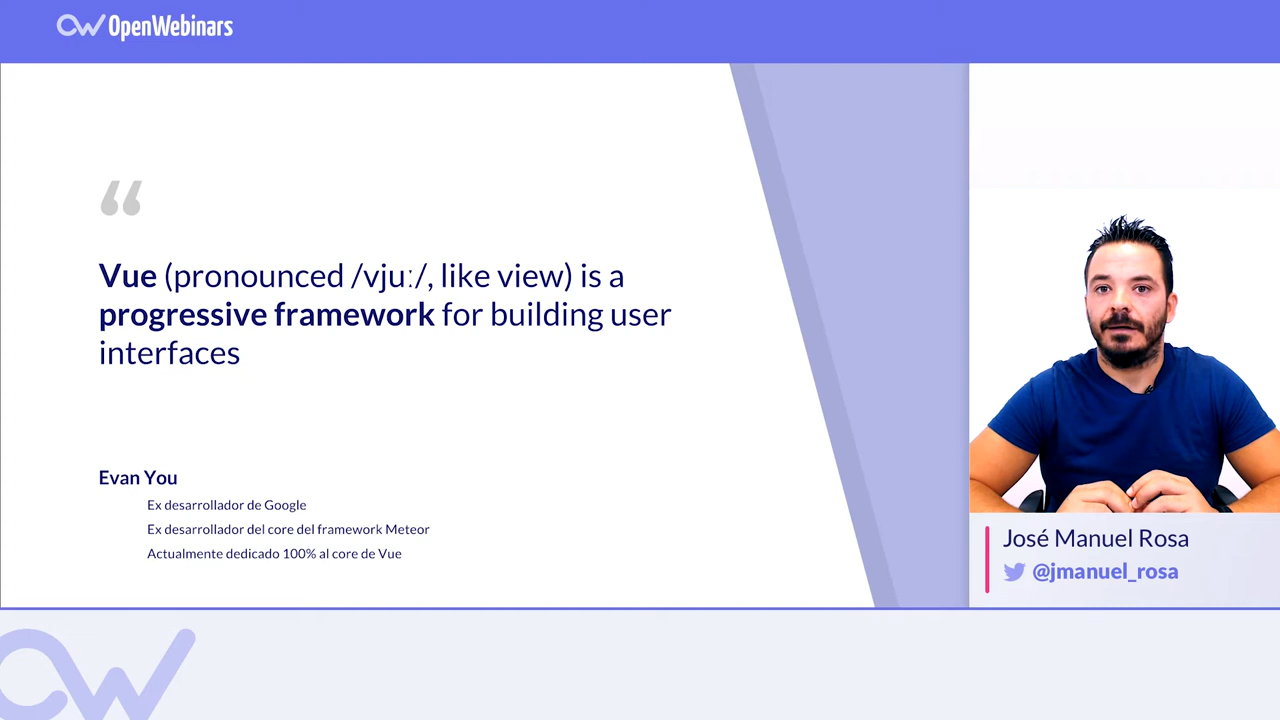 OpenWebinars
“
Vue (pronounced /vjuː/, like view) is a
progressive framework for building user
interfaces
Evan You
Ex desarrollador de Google
Ex desarrollador del core del framework Meteor
Actualmente dedicado 100% al core de Vue
José Manuel Rosa
@jmanuel_rosa